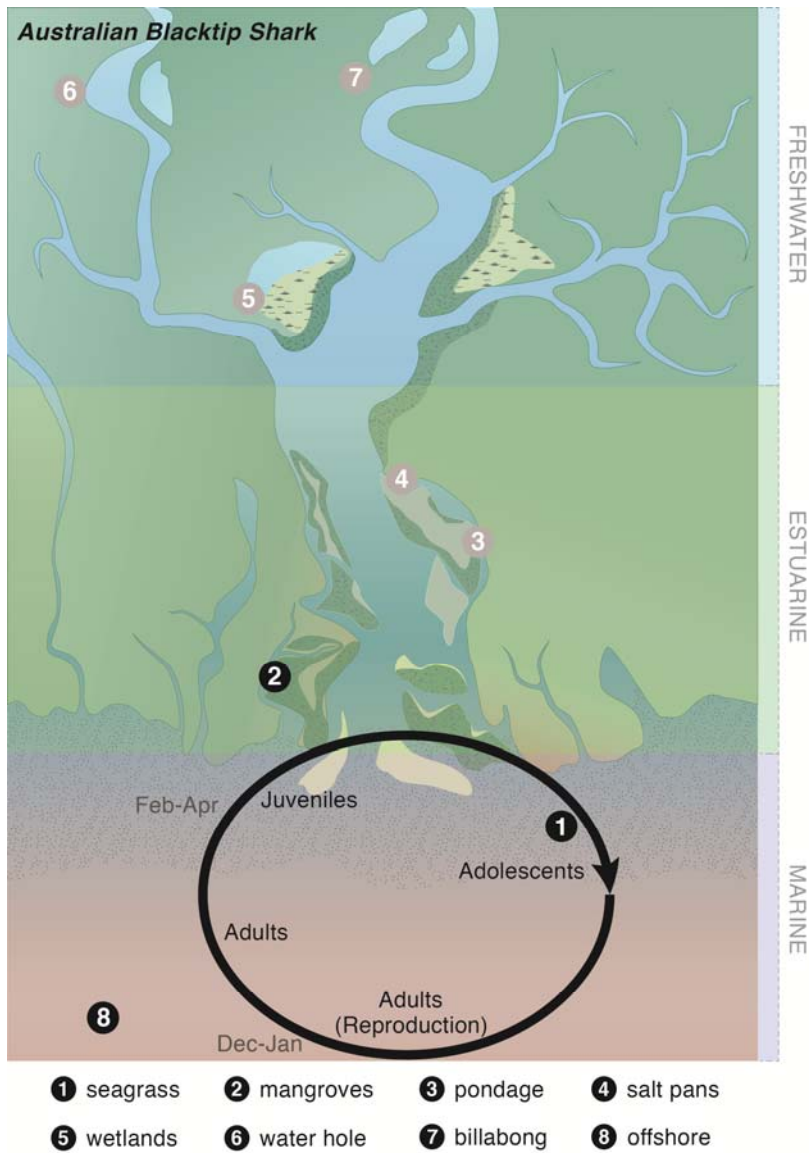 Australian Blacktip Shark
6
7
FRESHWATER
5
4
3
ESTUARINE
2
Feb-Apr
Juveniles
1
Adolescents
MARINE
Adults
Adults
(Reproduction)
8
Dec-Jan
1 seagrass 2 mangroves 3 pondage 4 salt pans
5 wetlands 6 water hole 7 billabong 8 offshore